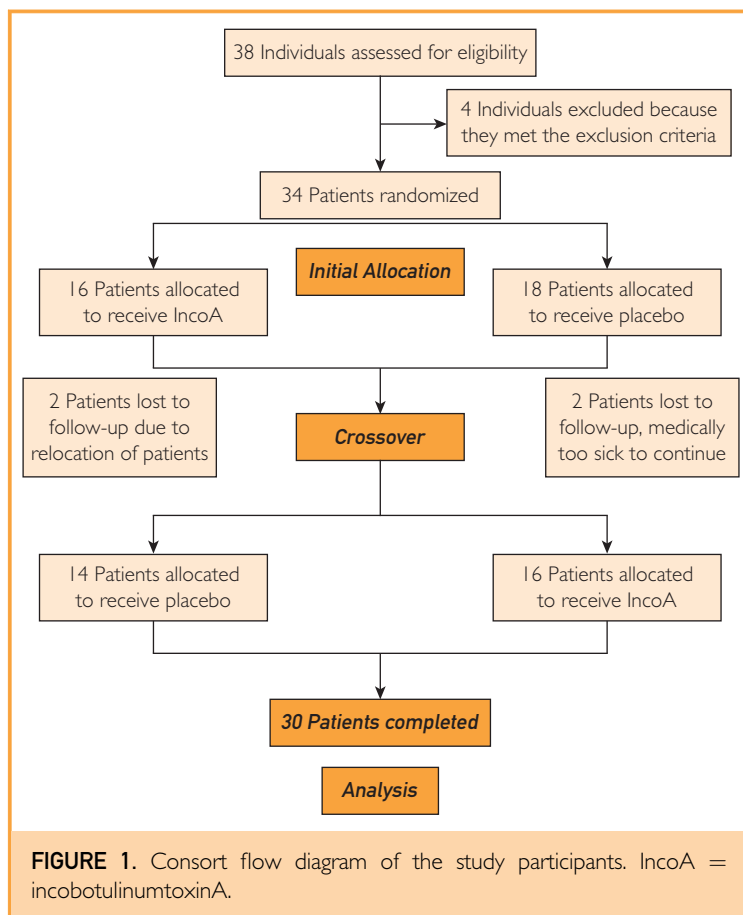 38 Individuals assessed for eligibility
4 Individuals excluded because
they met the exclusion criteria
34 Patients randomized
Initial Allocation
16 Patients allocated
to receive IncoA
18 Patients allocated
to receive placebo
2 Patients lost to
follow-up due to
relocation of patients
Crossover
2 Patients lost to
follow-up, medically
too sick to continue
14 Patients allocated
to receive placebo
16 Patients allocated
to receive IncoA
30 Patients completed
Analysis
FIGURE 1. Consort flow diagram of the study participants. IncoA =
incobotulinumtoxinA.